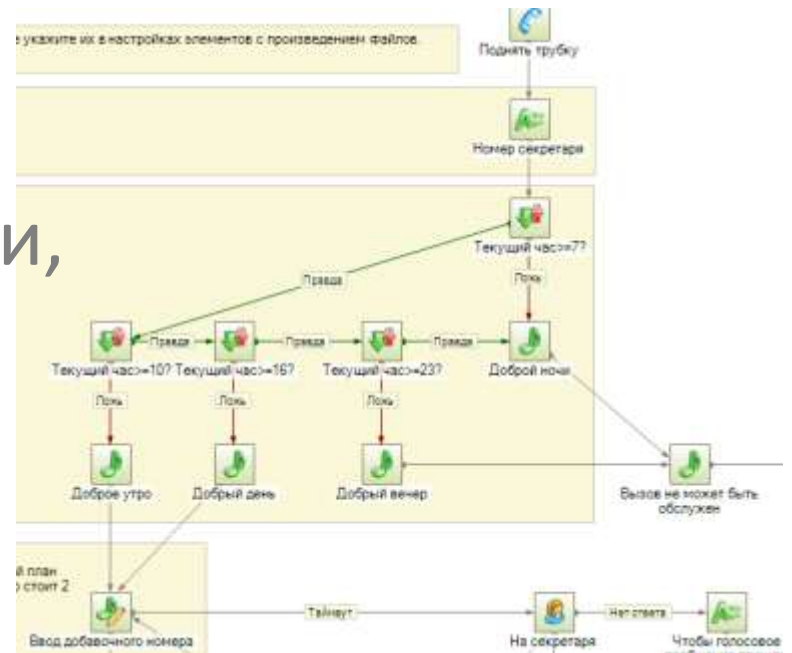 е укажите их в настройках элементов с произведением файлов.
Поднять трубку
Номер секретаря
и,
Текущий час>=7?
Правда
Ложь
Правда
Правда
Правда
Текущий час>=10?
Текущий час>=16?
Текущий час>=23?
Доброй ночи
Ложь
Ложь
Ложь
Доброе утро
Добрый день
Добрый вечер
Вызов не может быть
обслужен
й план
о стоит 2
Таймаут
Нет ответа
Ввод добавочного номера
На секретаря
Чтобы голосовое